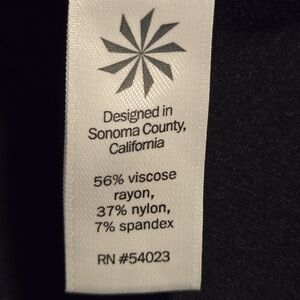 Designed in
Sonoma County,
California
56% viscose
rayon,
37% nylon,
7% spandex
RN #54023